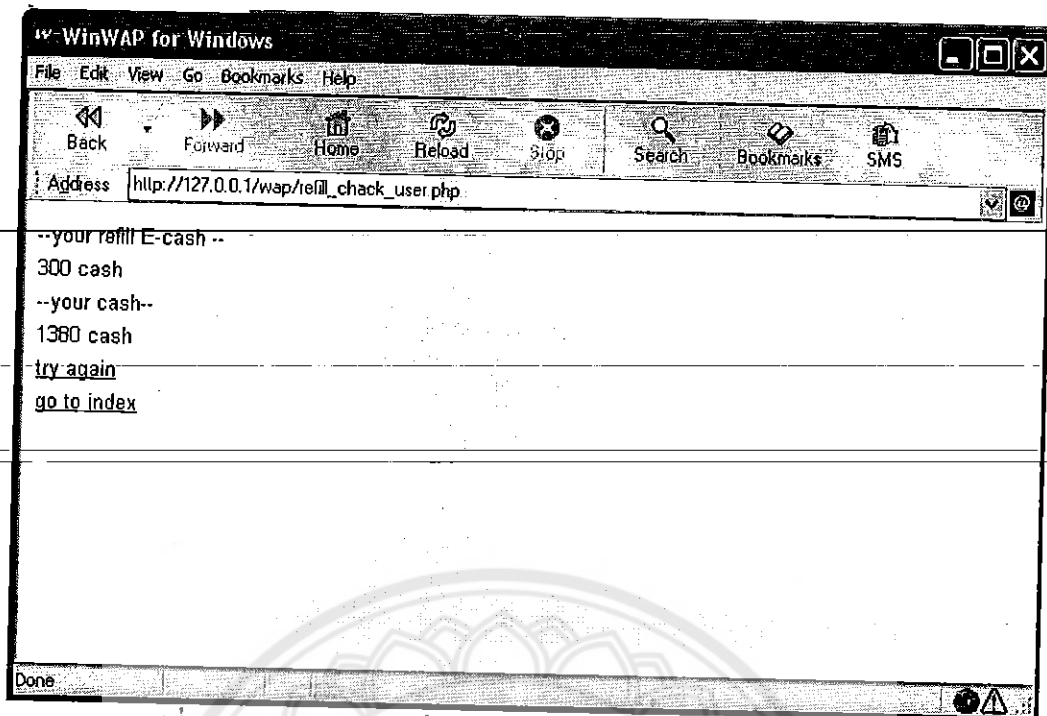 WinWAP for Windows
File Edit View Go Bookmarks Help
Back Forward Home Reload Stop Search Bookmarks SMS
Address http://127.0.0.1/wap/refill_chack_user.php
--your refill E-cash --
300 cash
--your cash--
1380 cash
try again
go to index
Done